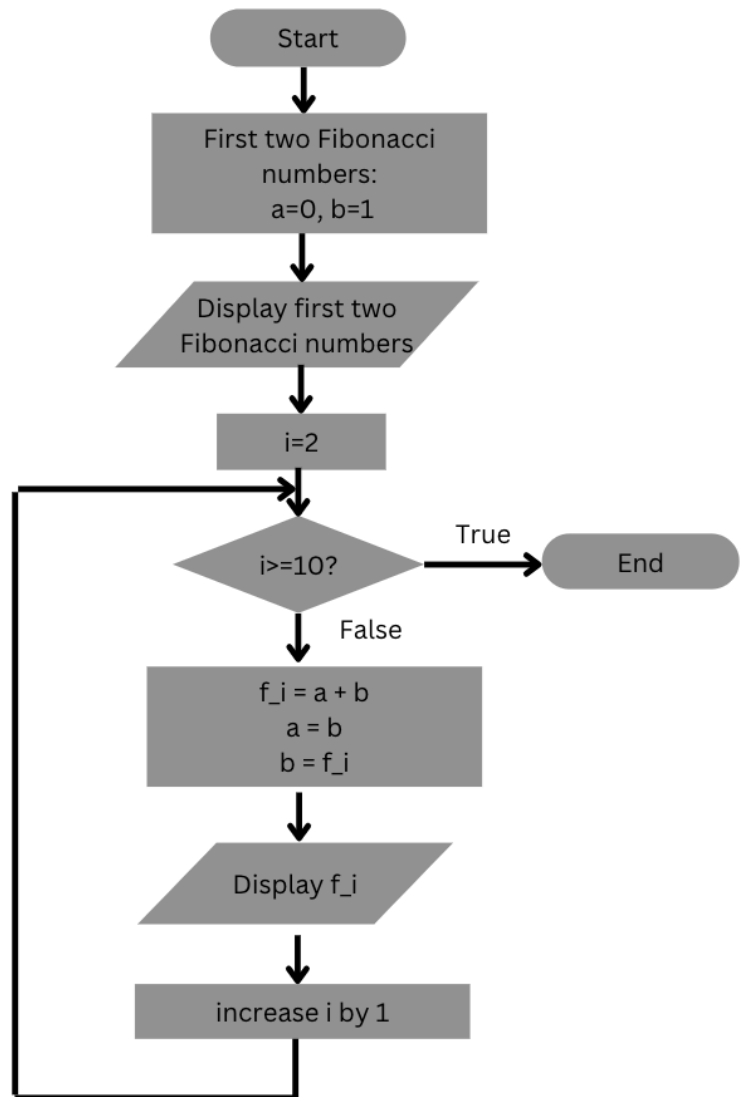 Start
First two Fibonacci
numbers:
a=0, b=1
Display first two
Fibonacci numbers
i=2
i>=10?
True
End
False
f_i = a + b
a = b
b = f_i
Display f_i
increase i by 1